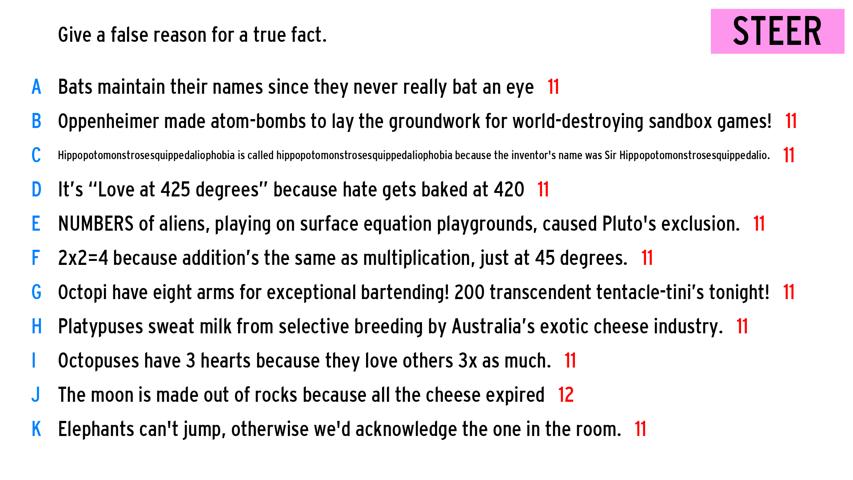 Give a false reason for a true fact.
STEER
A Bats maintain their names since they never really bat an eye 11
B Oppenheimer made atom-bombs to lay the groundwork for world-destroying sandbox games! 11
C Hippopotomonstrosesquippedaliophobia is called hippopotomonstrosesquippedaliophobia because the inventor's name was Sir Hippopotomonstrosesquippedalio. 11
D It’s “Love at 425 degrees” because hate gets baked at 420 11
E NUMBERS of aliens, playing on surface equation playgrounds, caused Pluto's exclusion. 11
F 2x2=4 because addition’s the same as multiplication, just at 45 degrees. 11
G Octopi have eight arms for exceptional bartending! 200 transcendent tentacle-tini’s tonight! 11
H Platypuses sweat milk from selective breeding by Australia’s exotic cheese industry. 11
I Octopuses have 3 hearts because they love others 3x as much. 11
J The moon is made out of rocks because all the cheese expired 12
K Elephants can't jump, otherwise we'd acknowledge the one in the room. 11